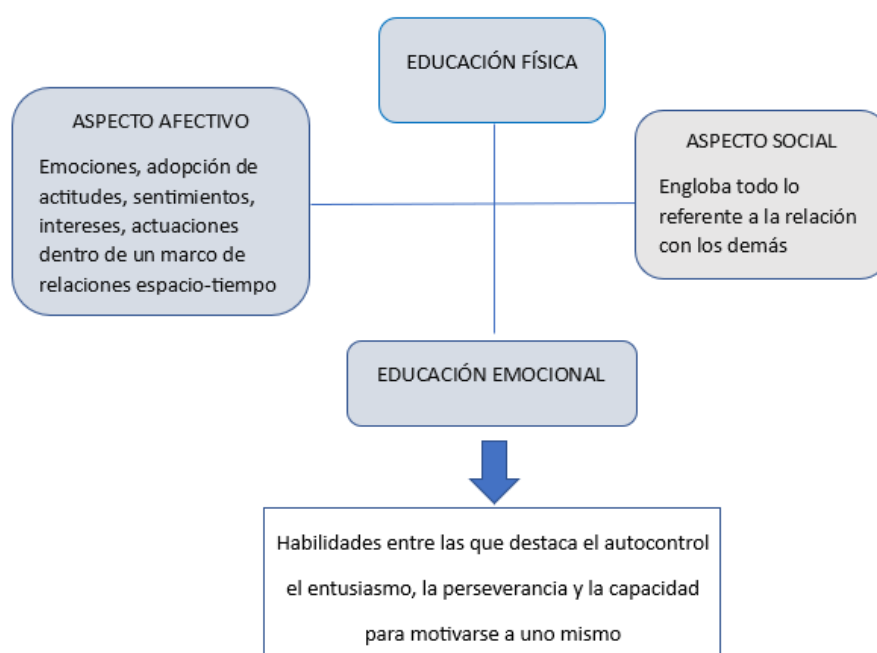 EDUCACIÓN FÍSICA
ASPECTO AFECTIVO
Emociones, adopción de
actitudes, sentimientos,
intereses, actuaciones
dentro de un marco de
relaciones espacio-tiempo
ASPECTO SOCIAL
Engloba todo lo
referente a la relación
con los demás
EDUCACIÓN EMOCIONAL
Habilidades entre las que destaca el autocontrol
el entusiasmo, la perseverancia y la capacidad
para motivarse a uno mismo